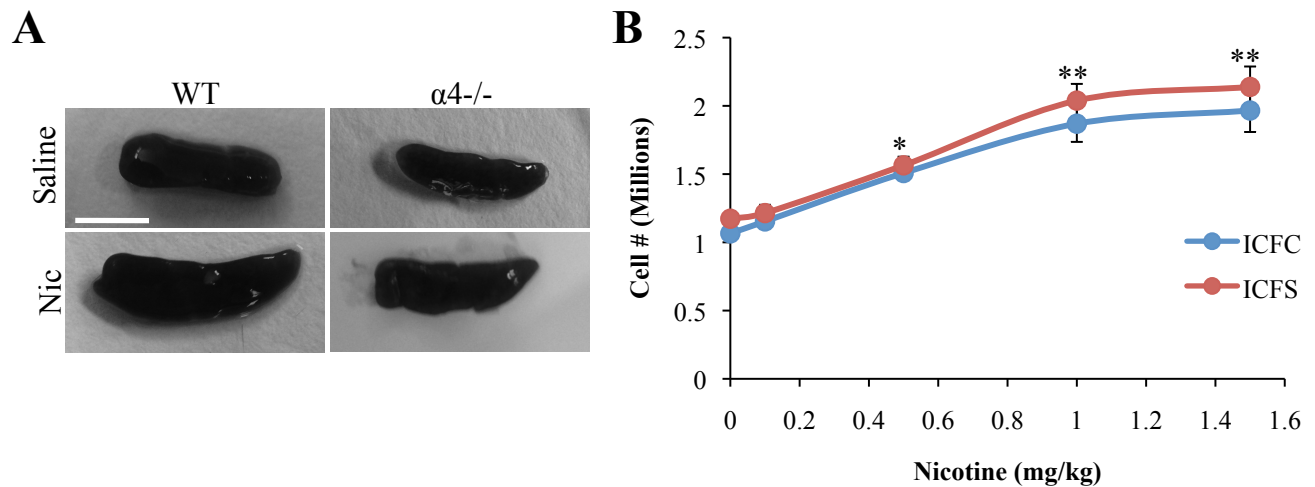 A
WT
α4-/-
Saline
Nic
B
Cell # (Millions)
2.5
2
1.5
1
0.5
0
*
**
**
ICFC
ICFS
0 0.2 0.4 0.6 0.8 1 1.2 1.4 1.6
Nicotine (mg/kg)